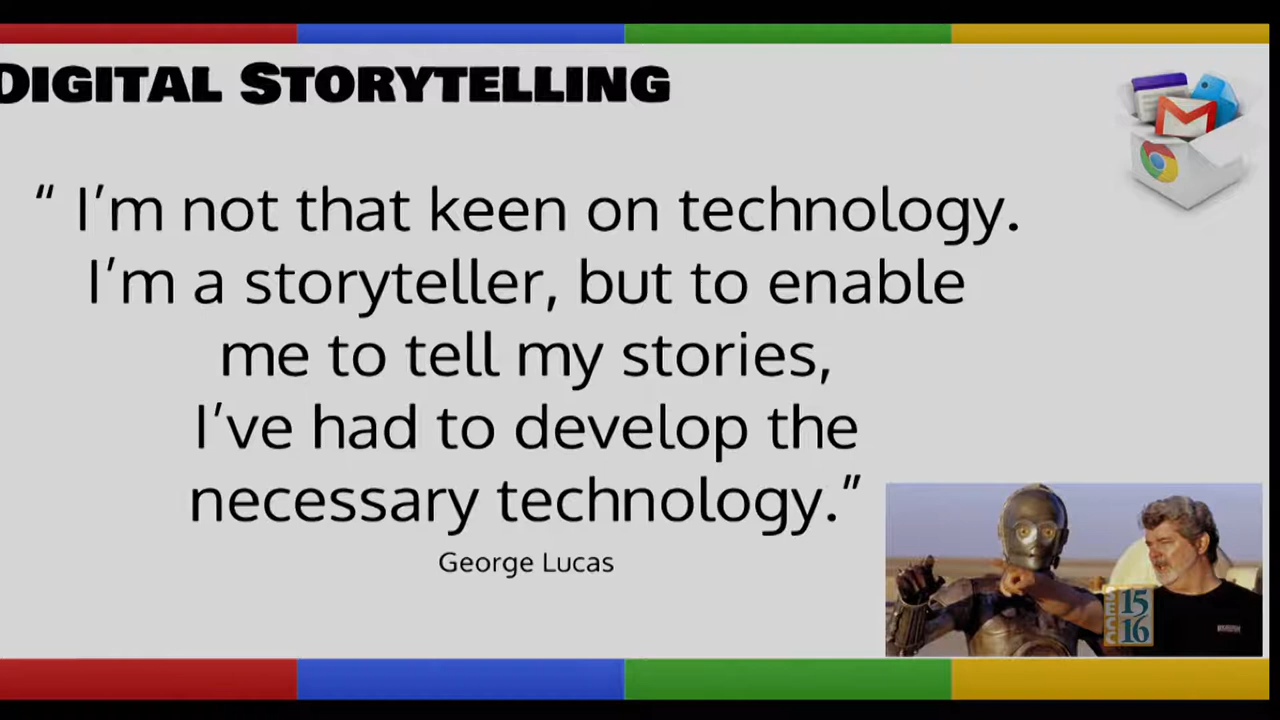 DIGITAL STORYTELLING
“ I’m not that keen on technology.
I’m a storyteller, but to enable
me to tell my stories,
I’ve had to develop the
necessary technology.”
George Lucas
15
16